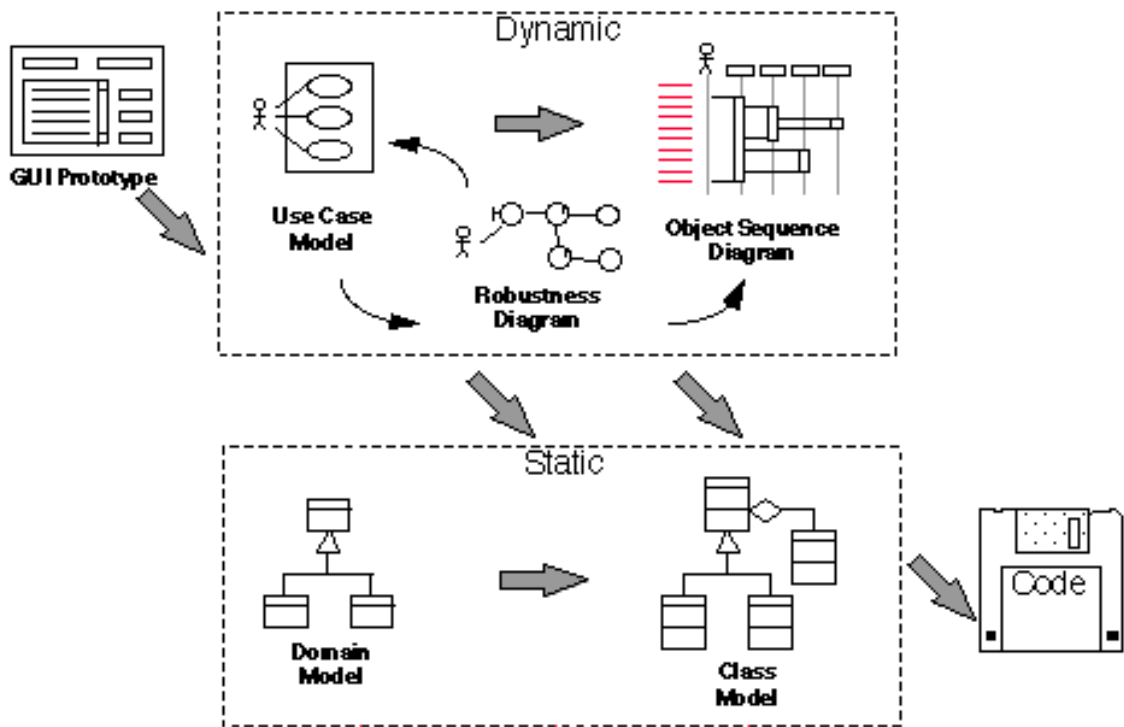 Dynamic
GUI Prototype
Use Case
Model
Robustness
Diagram
Object Sequence
Diagram
Static
Domain
Model
Class
Model
Code